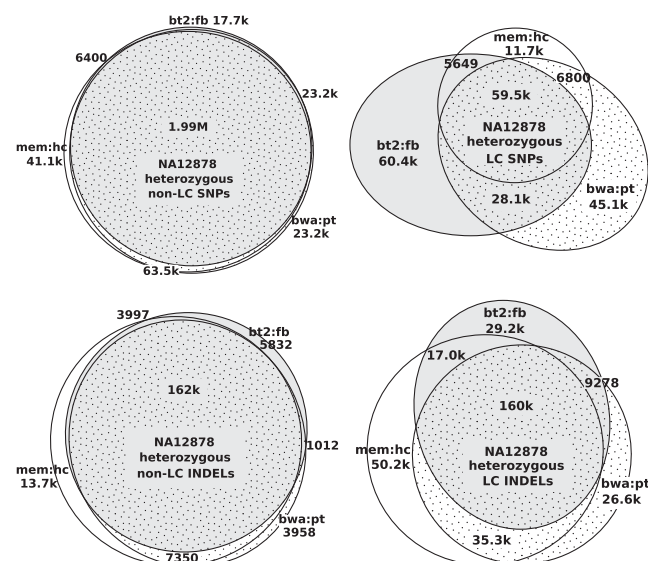 bt2:fb 17.7k
6400
23.2k
1.99M
mem:hc
41.1k
NA12878
heterozygous
non-LC SNPs
bwa:pt
23.2k
63.5k
mem:hc
11.7k
5649
6800
59.5k
NA12878
heterozygous
LC SNPs
bt2:fb
60.4k
bwa:pt
45.1k
28.1k
3997
bt2:fb
5832
162k
NA12878
heterozygous
non-LC INDELs
1012
mem:hc
13.7k
bwa:pt
3958
7350
bt2:fb
29.2k
17.0k
9278
160k
mem:hc
50.2k
NA12878
heterozygous
LC INDELs
bwa:pt
26.6k
35.3k